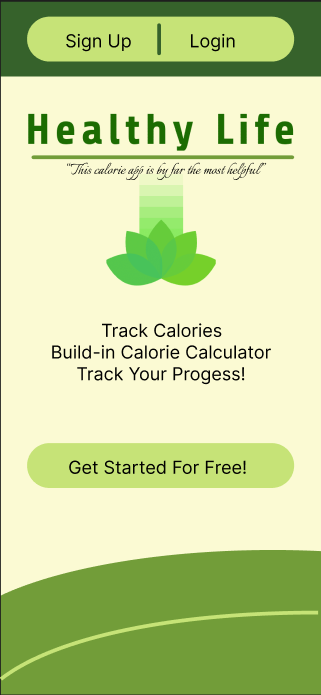 Sign Up | Login
Healthy Life
"This calorie app is by far the most helpful"
Track Calories
Build-in Calorie Calculator
Track Your Progess!
Get Started For Free!